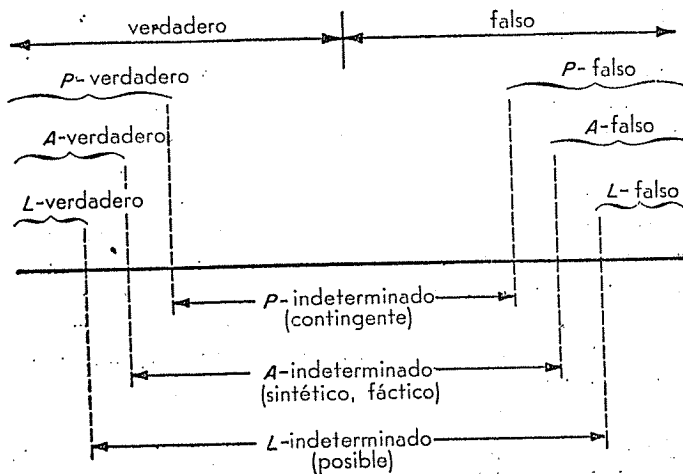 verdadero
falso
P-verdadero
P-falso
A-verdadero
A-falso
L-verdadero
L-falso
P-indeterminado
(contingente)
A-indeterminado
(sintético, fáctico)
L-indeterminado
(posible)